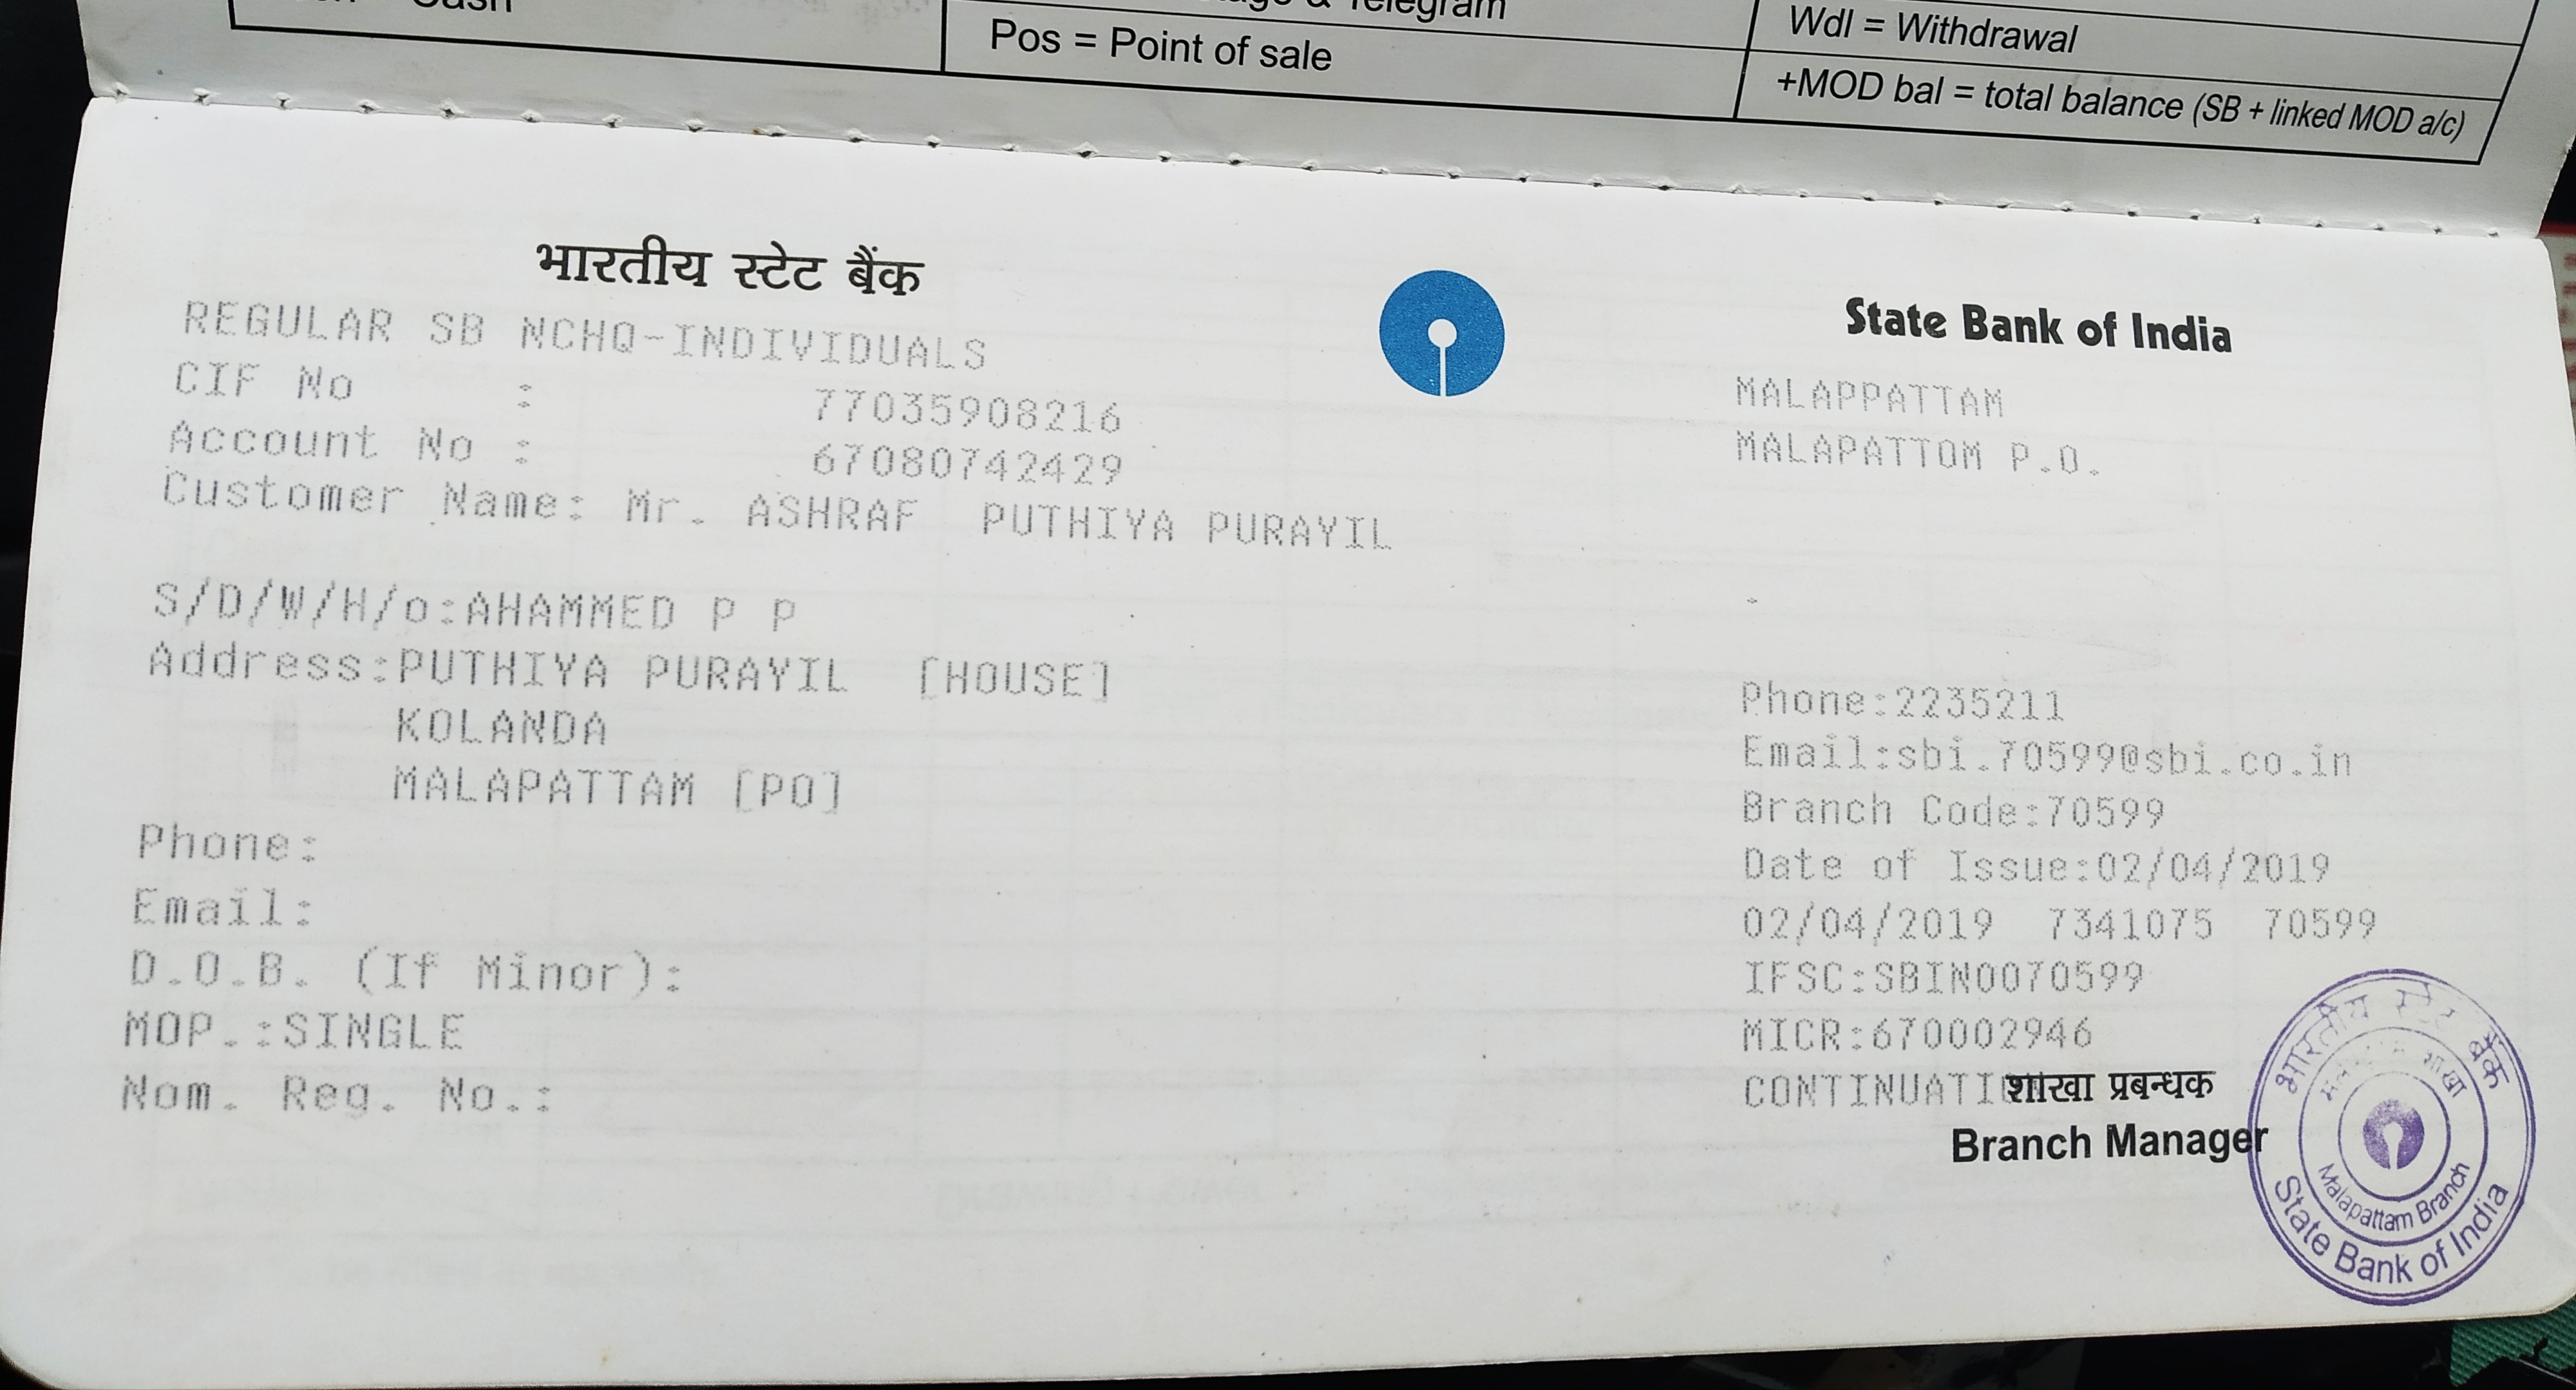 Cash
& Telegram
Pos = Point of sale
Wdl = Withdrawal
+MOD bal = total balance (SB + linked MOD a/c)
भारतीय स्टेट बैंक
REGULAR SB NCHQ-INDIVIDUALS
CIF No : 77035908216
Account No : 67080742429
Customer Name: Mr. ASHRAF PUTHIYA PURAYIL
S/D/W/H/o:AHAMMED P P
Address:PUTHIYA PURAYIL [HOUSE]
KOLANDA
MALAPATTAM [PO]
Phone:
Email:
D.O.B. (If Minor):
MOP.:SINGLE
Nom. Reg. No.:
State Bank of India
MALAPPATTAM
MALAPATTOM P.O.
Phone:2235211
Email:sbi.70599@sbi.co.in
Branch Code:70599
Date of Issue:02/04/2019
02/04/2019 7341075 70599
IFSC:SBIN0070599
MICR:670002946
शाखा प्रबन्धक
Branch Manager
भारतीय स्टेट बैंक
शाखा
Malapattam Branch
State Bank of India